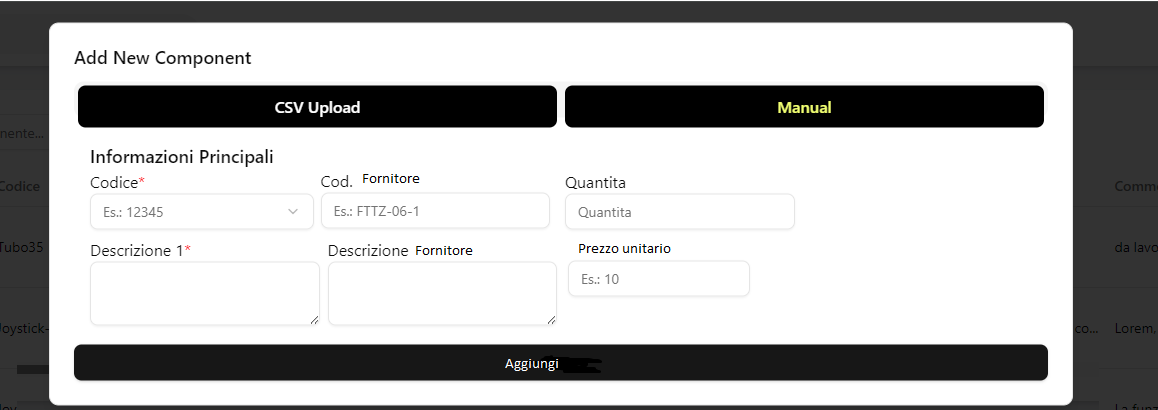 Add New Component
CSV Upload Manual
Informazioni Principali
Codice* Cod. Fornitore Quantita
Es.: 12345 Es.: FTTZ-06-1 Quantita
Descrizione 1* Descrizione Fornitore Prezzo unitario
Es.: 10
Aggiungi
nente...
Codice Comme
Tubo35 da lavo
Joystick- co... Lorem,
Joy La funz